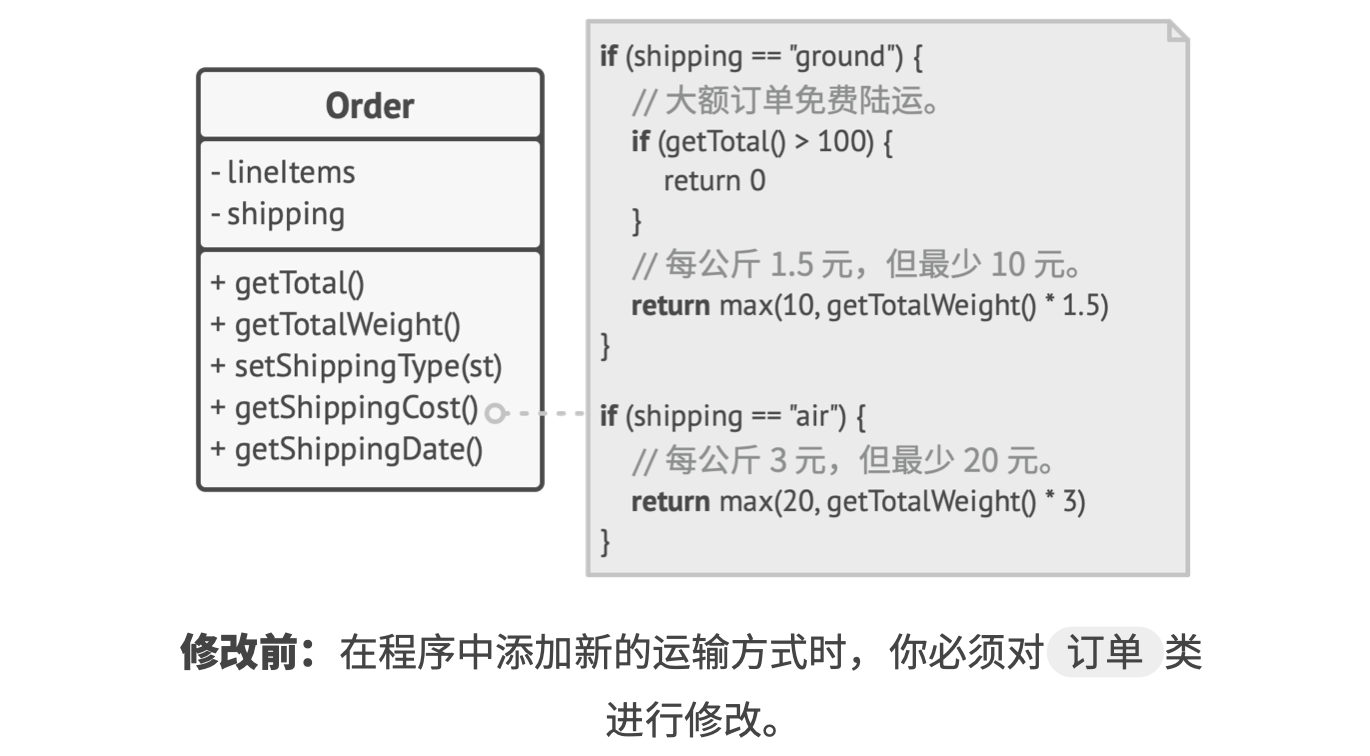 Order
- lineItems
- shipping
+ getTotal()
+ getTotalWeight()
+ setShippingType(st)
+ getShippingCost()
+ getShippingDate()
if (shipping == "ground") {
// 大额订单免费陆运。
if (getTotal() > 100) {
return 0
}
// 每公斤 1.5 元，但最少 10 元。
return max(10, getTotalWeight() * 1.5)
}
if (shipping == "air") {
// 每公斤 3 元，但最少 20 元。
return max(20, getTotalWeight() * 3)
}
修改前：在程序中添加新的运输方式时，你必须对 订单 类
进行修改。